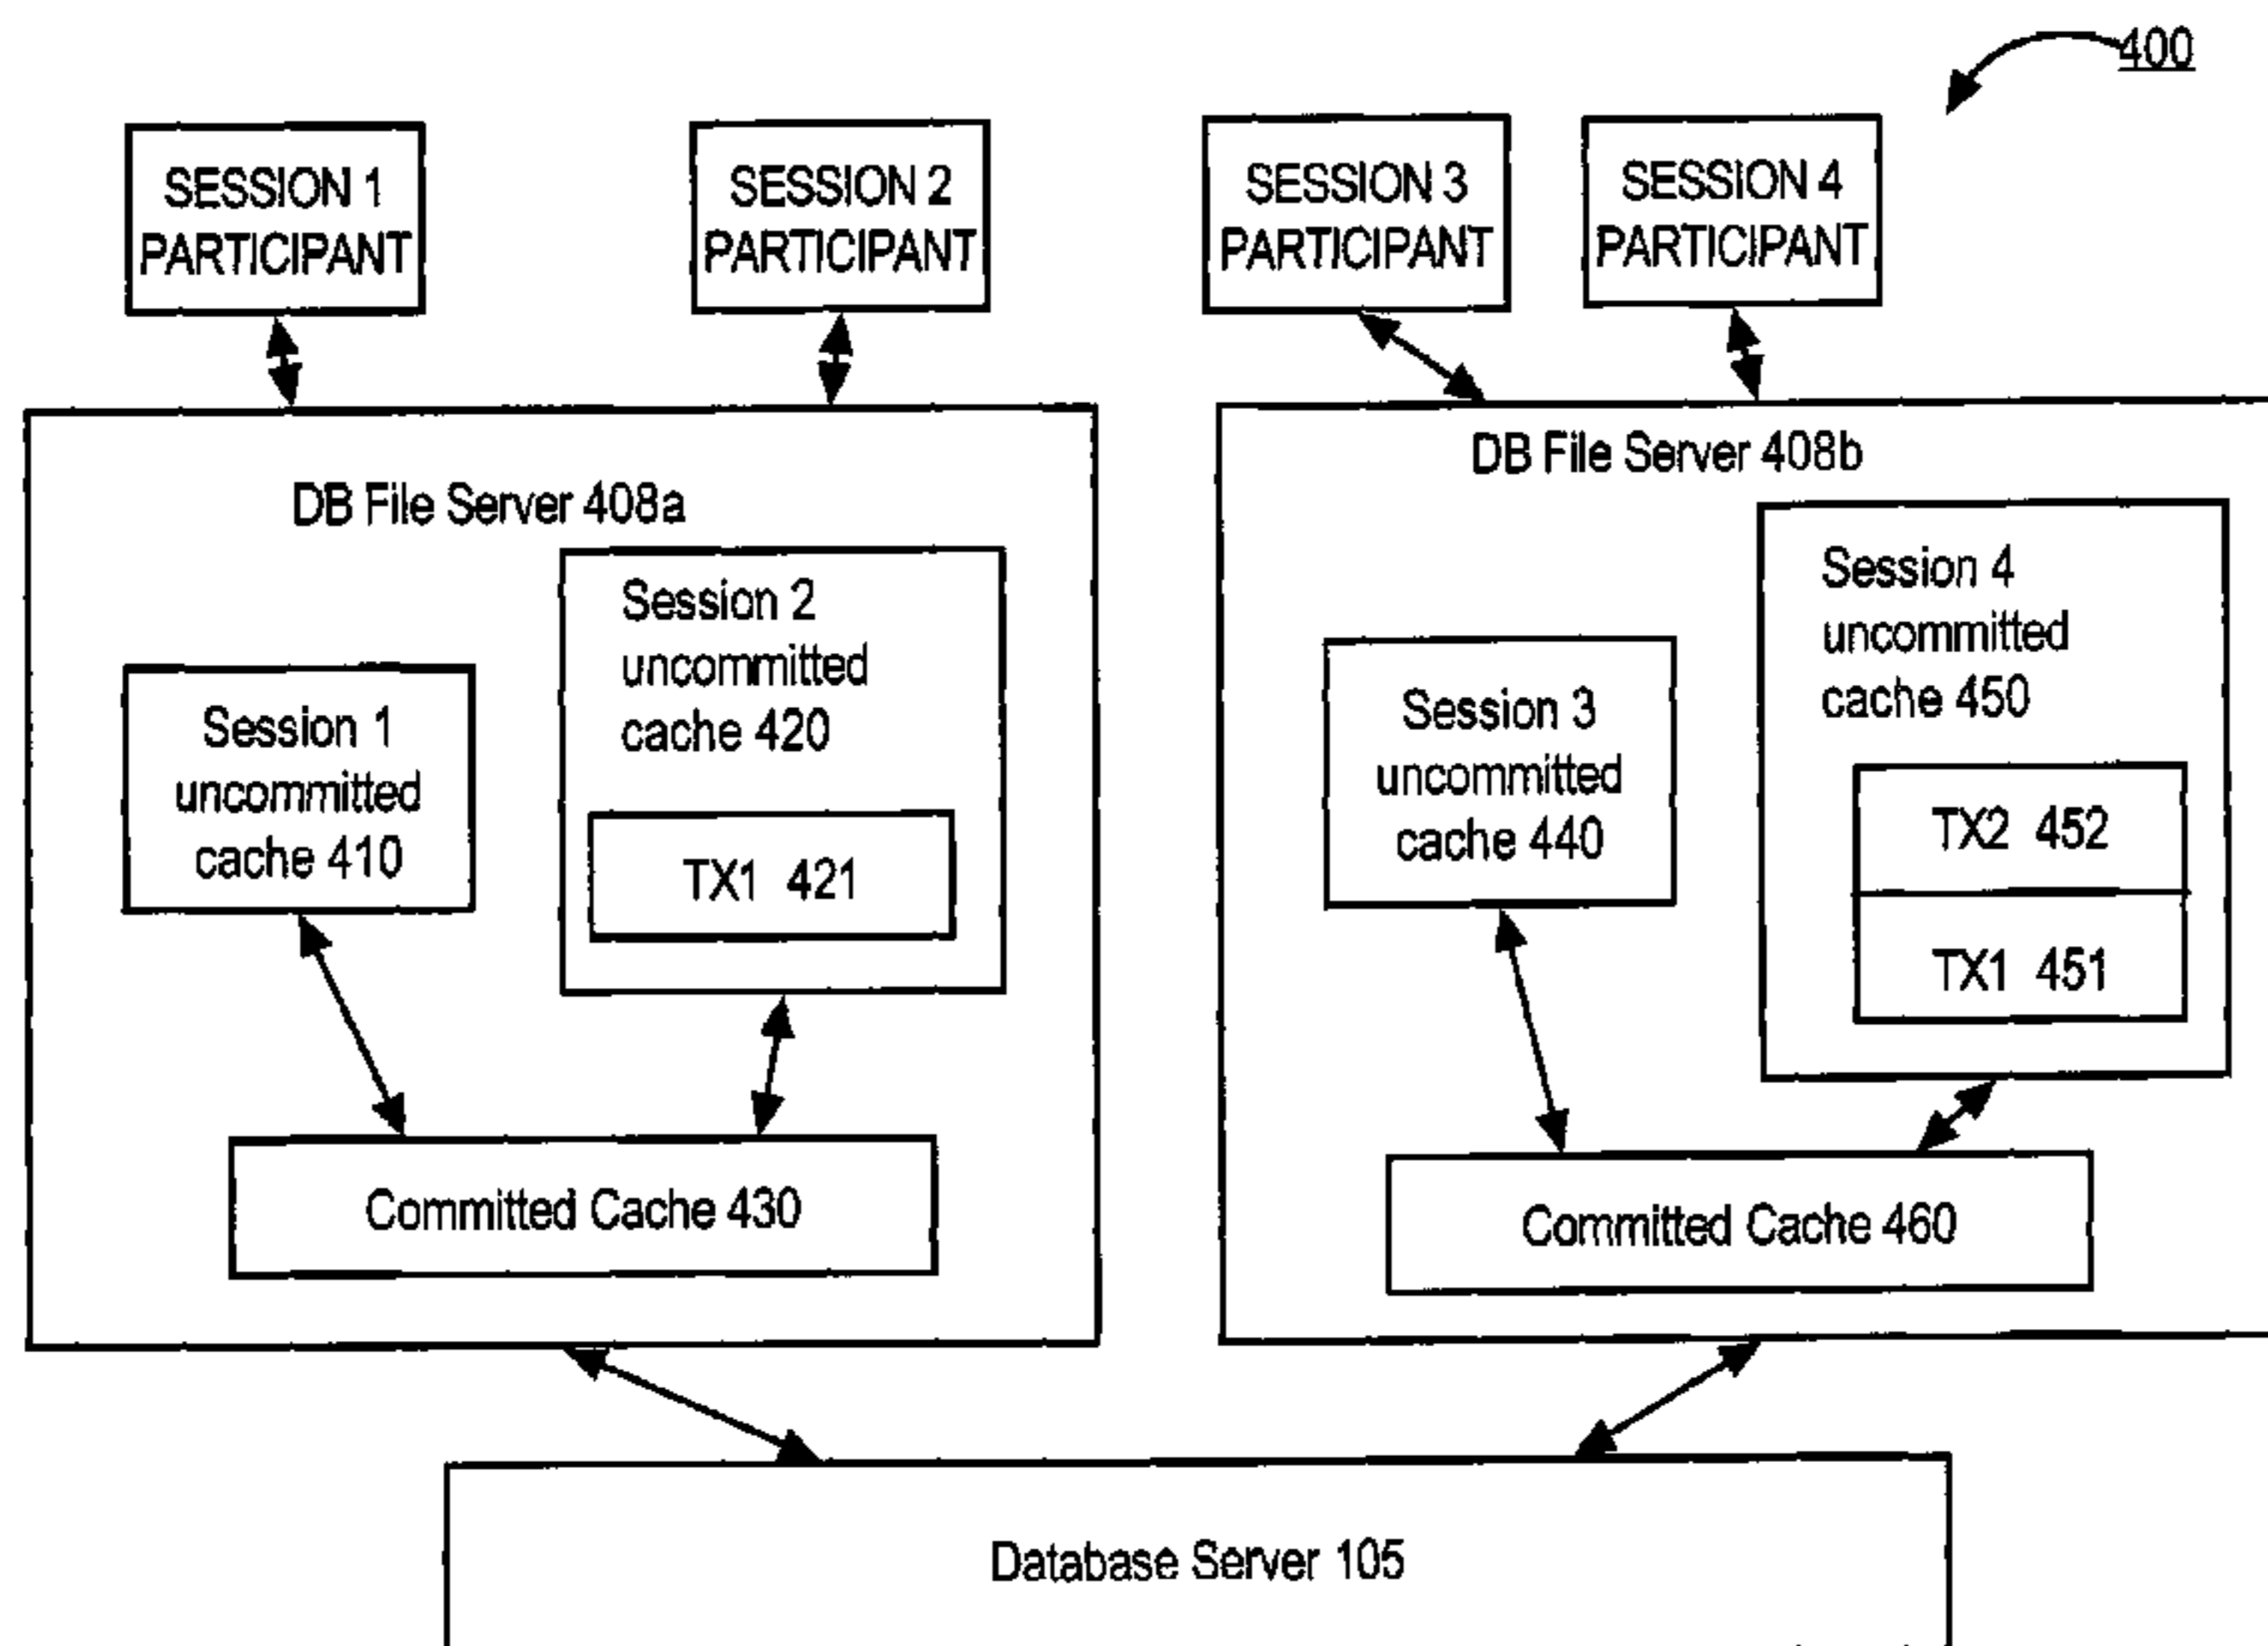 400
SESSION 1
PARTICIPANT
SESSION 2
PARTICIPANT
SESSION 3
PARTICIPANT
SESSION 4
PARTICIPANT
DB File Server 408a
Session 1
uncommitted
cache 410
Session 2
uncommitted
cache 420
TX1 421
Committed Cache 430
DB File Server 408b
Session 3
uncommitted
cache 440
Session 4
uncommitted
cache 450
TX2 452
TX1 451
Committed Cache 460
Database Server 105